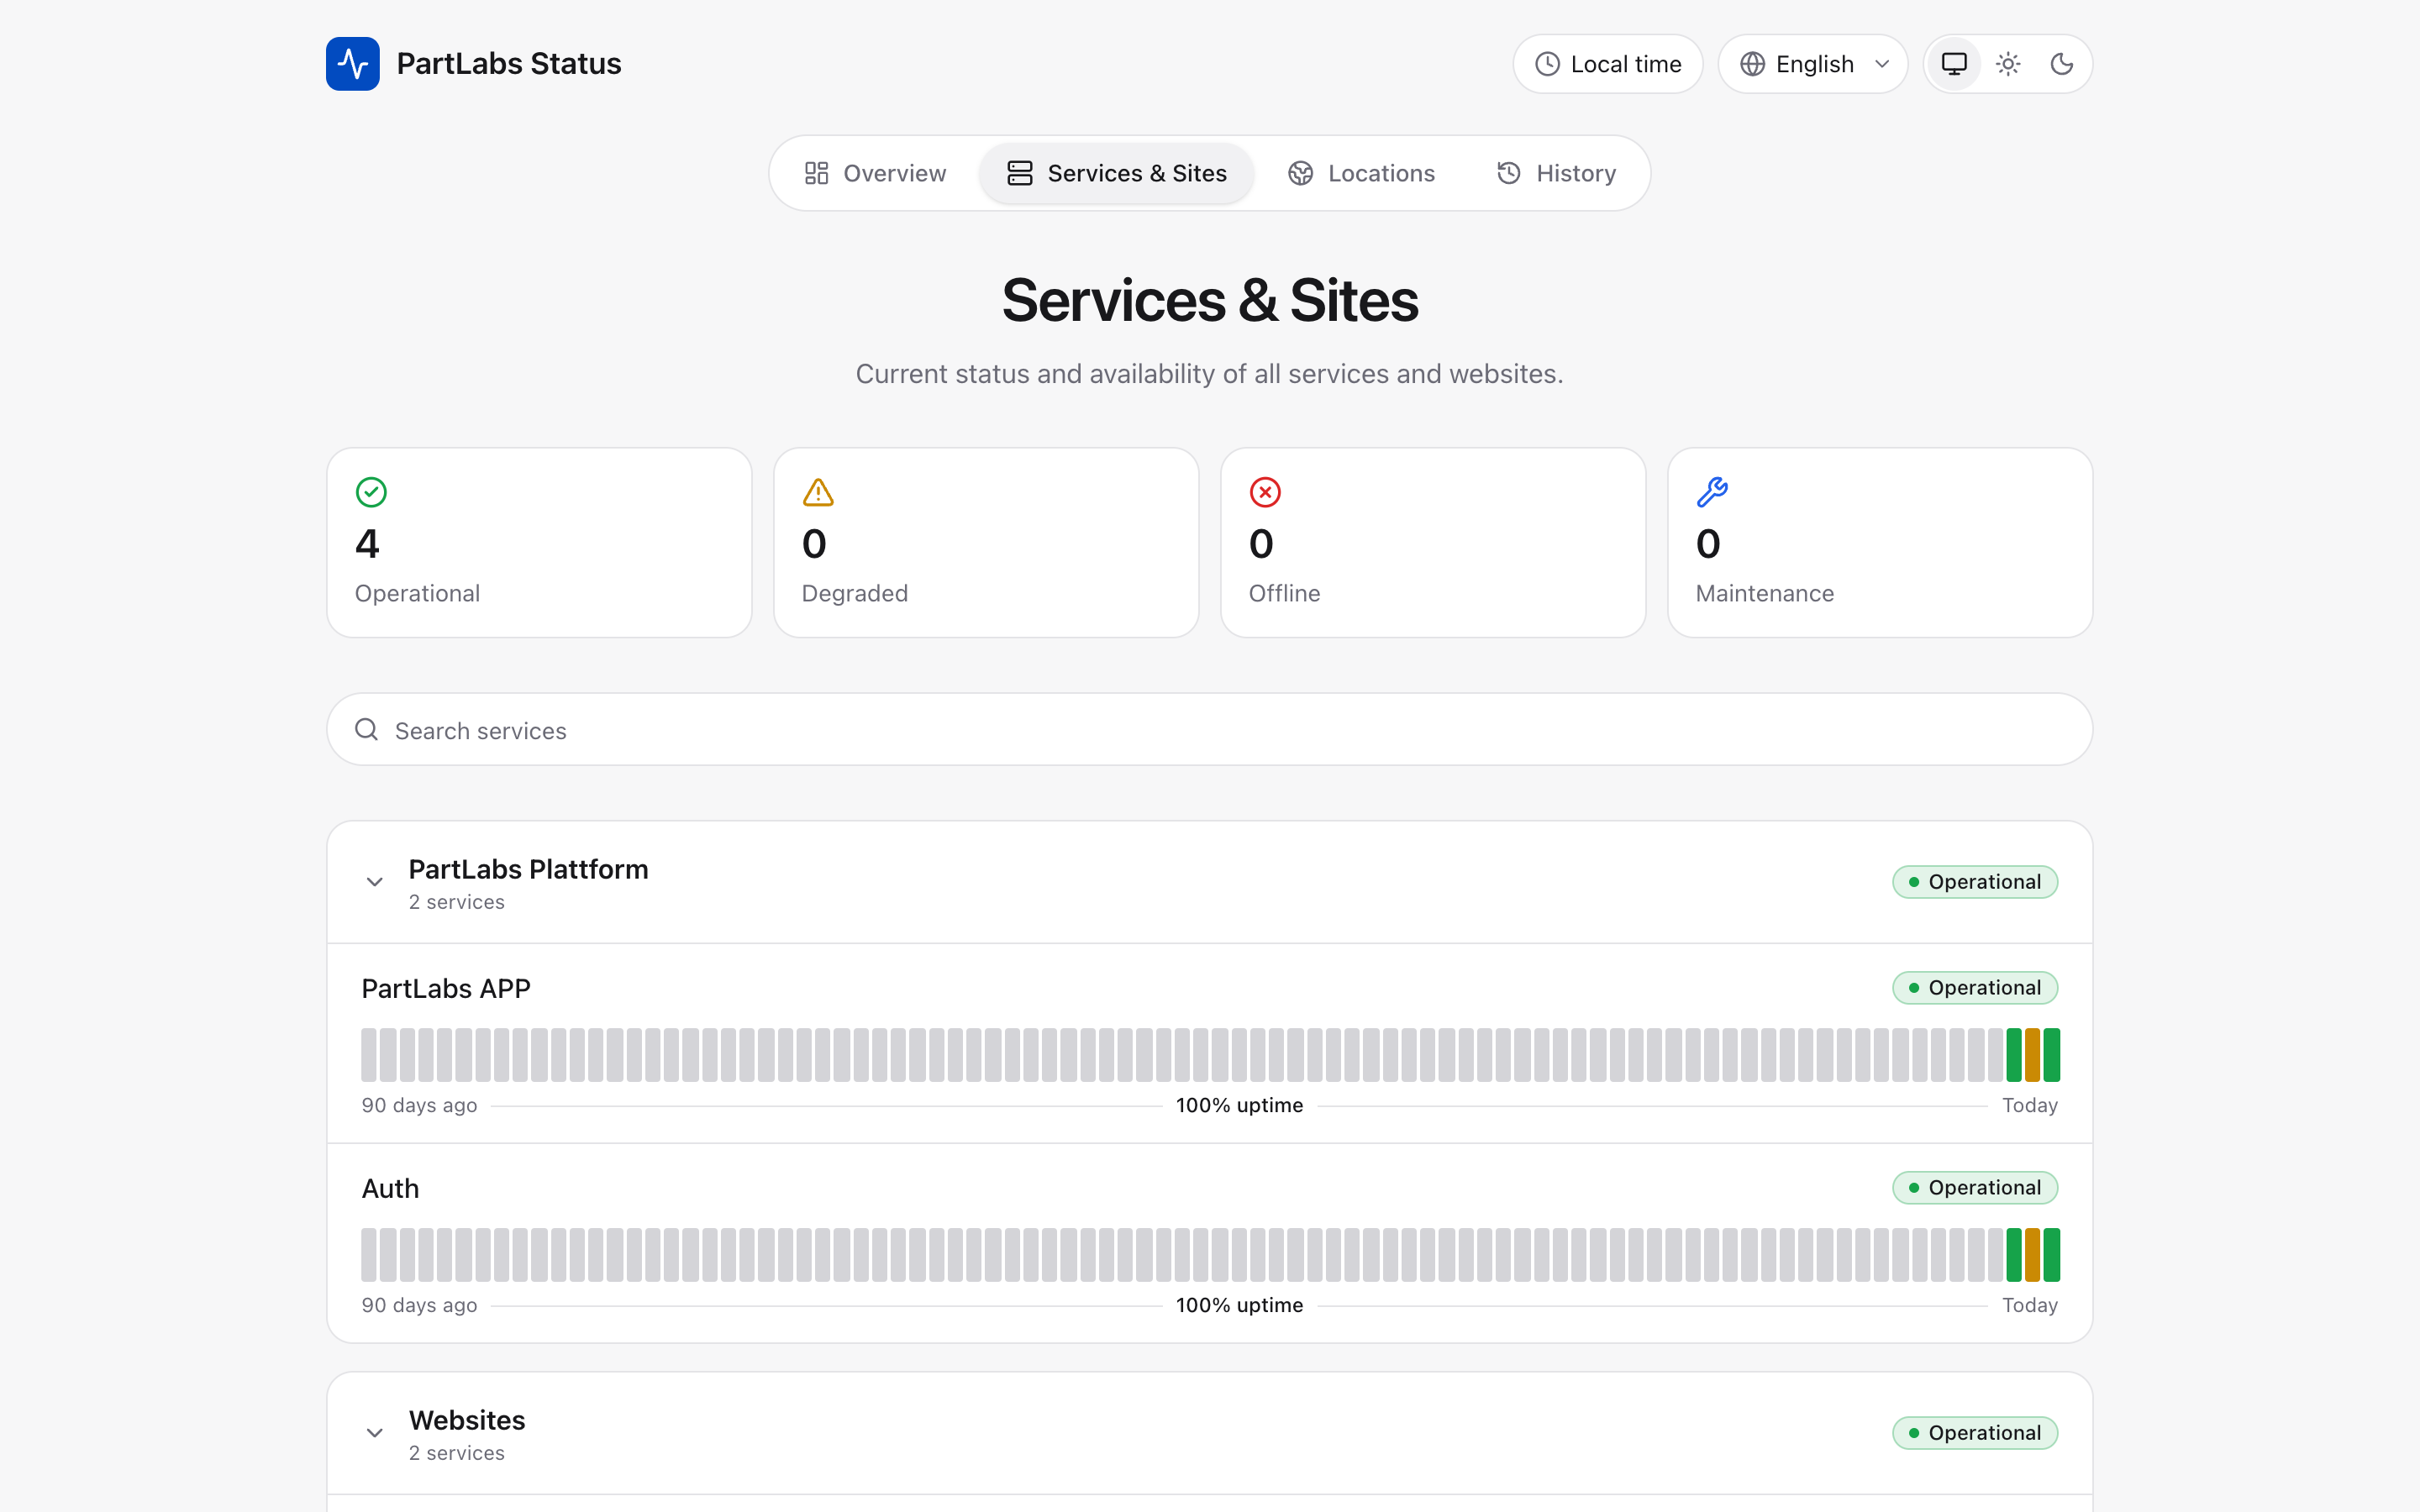 PartLabs Status
Local time
English
Overview
Services & Sites
Locations
History
Services & Sites
Current status and availability of all services and websites.
4
Operational
0
Degraded
0
Offline
0
Maintenance
Search services
PartLabs Plattform
2 services
Operational
PartLabs APP
Operational
90 days ago
100% uptime
Today
Auth
Operational
90 days ago
100% uptime
Today
Websites
2 services
Operational